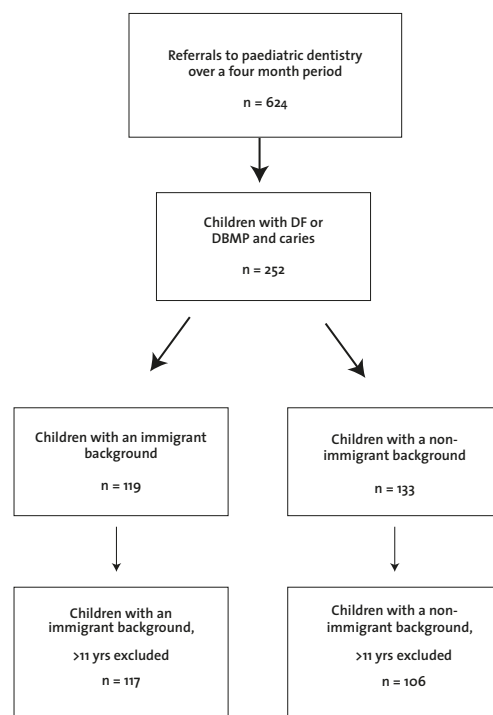 Referrals to paediatric dentistry
over a four month period
n = 624
Children with DF or
DBMP and caries
n = 252
Children with an immigrant
background
n = 119
Children with a non-
immigrant background
n = 133
Children with an
immigrant background,
>11 yrs excluded
n = 117
Children with a non-
immigrant background,
>11 yrs excluded
n = 106